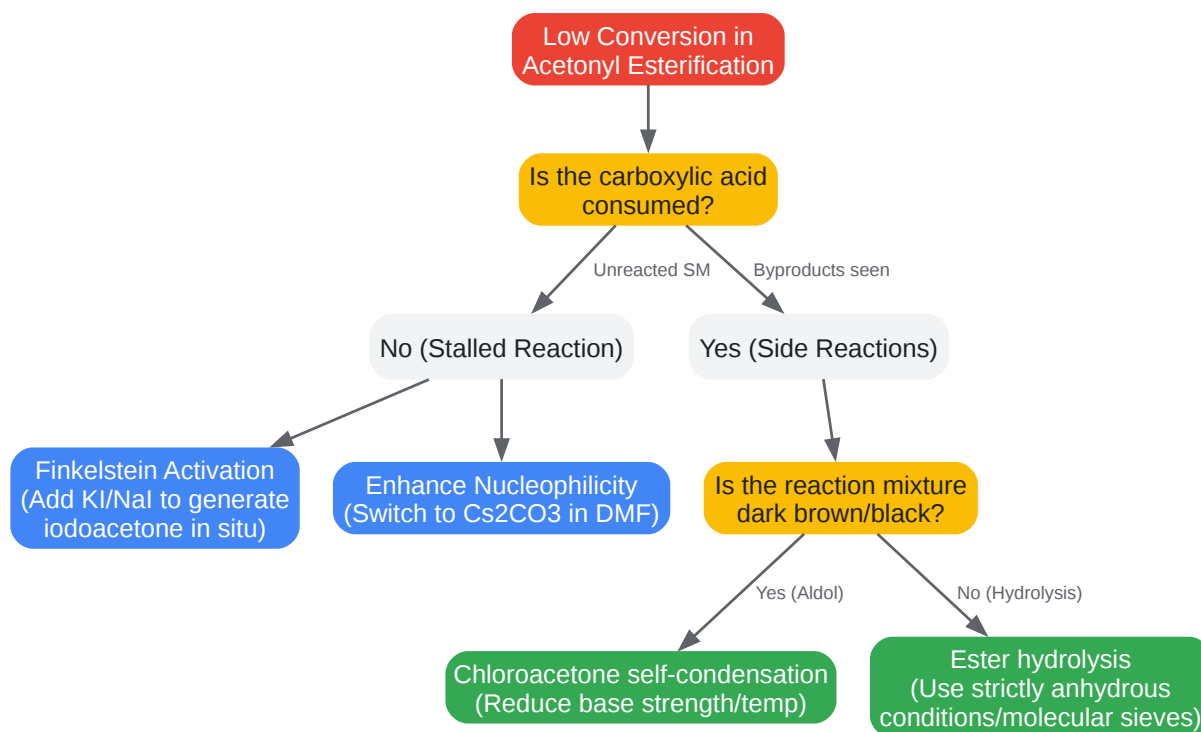 Low Conversion in
Acetonyl Esterification
Is the carboxylic acid
consumed?
Unreacted SM
Byproducts seen
No (Stalled Reaction)
Yes (Side Reactions)
Finkelstein Activation
(Add KI/NaI to generate
iodoacetone in situ)
Enhance Nucleophilicity
(Switch to Cs2CO3 in DMF)
Is the reaction mixture
dark brown/black?
Yes (Aldol)
No (Hydrolysis)
Chloroacetone self-condensation
(Reduce base strength/temp)
Ester hydrolysis
(Use strictly anhydrous
conditions/molecular sieves)